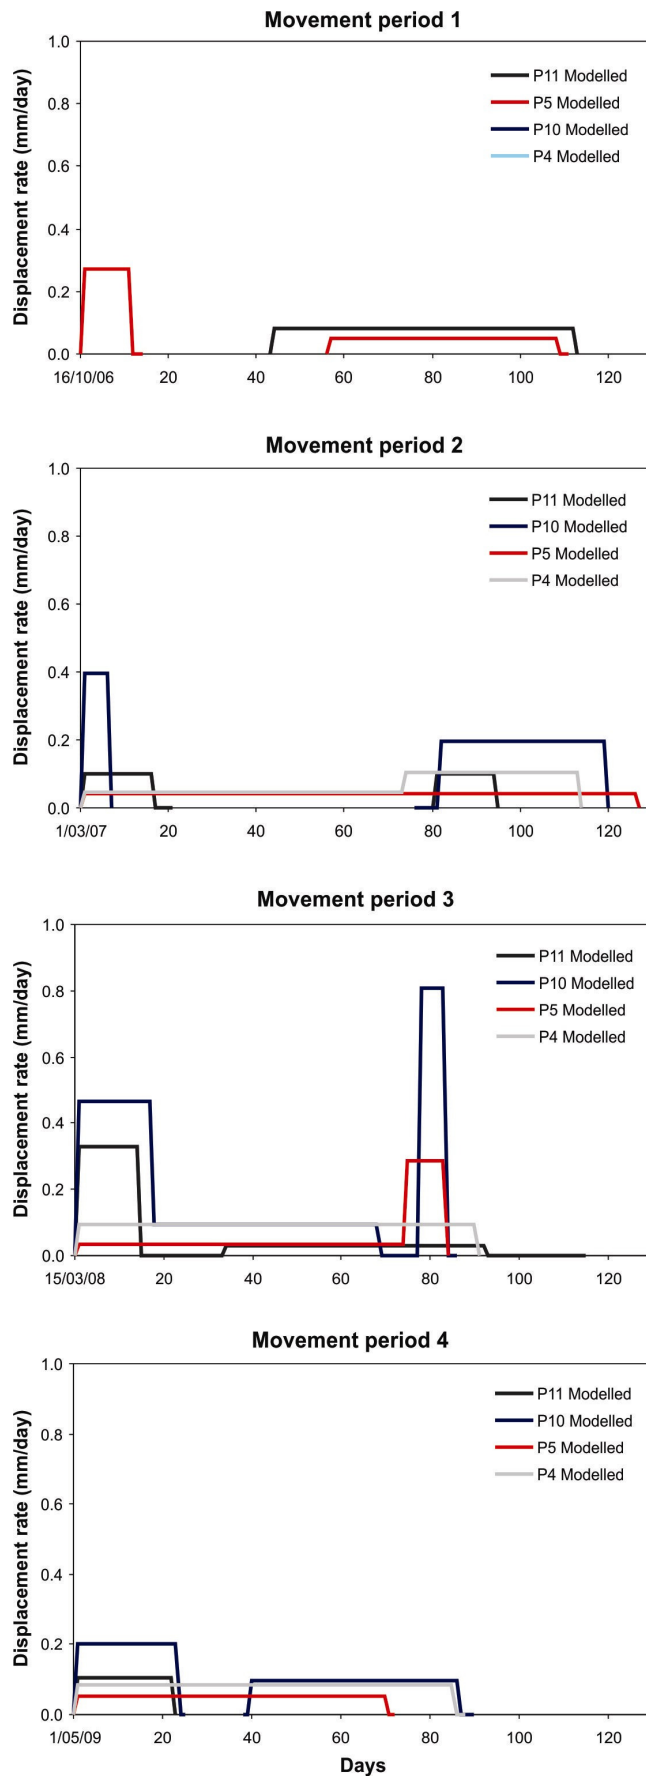 Movement period 1
Displacement rate (mm/day)
1.0
0.8
0.6
0.4
0.2
0.0
P11 Modelled
P5 Modelled
P10 Modelled
P4 Modelled
16/10/06 20 40 60 80 100 120
Movement period 2
Displacement rate (mm/day)
1.0
0.8
0.6
0.4
0.2
0.0
P11 Modelled
P10 Modelled
P5 Modelled
P4 Modelled
1/03/07 20 40 60 80 100 120
Movement period 3
Displacement rate (mm/day)
1.0
0.8
0.6
0.4
0.2
0.0
P11 Modelled
P10 Modelled
P5 Modelled
P4 Modelled
15/03/08 20 40 60 80 100 120
Movement period 4
Displacement rate (mm/day)
1.0
0.8
0.6
0.4
0.2
0.0
P11 Modelled
P10 Modelled
P5 Modelled
P4 Modelled
1/05/09 20 40 60 80 100 120
Days